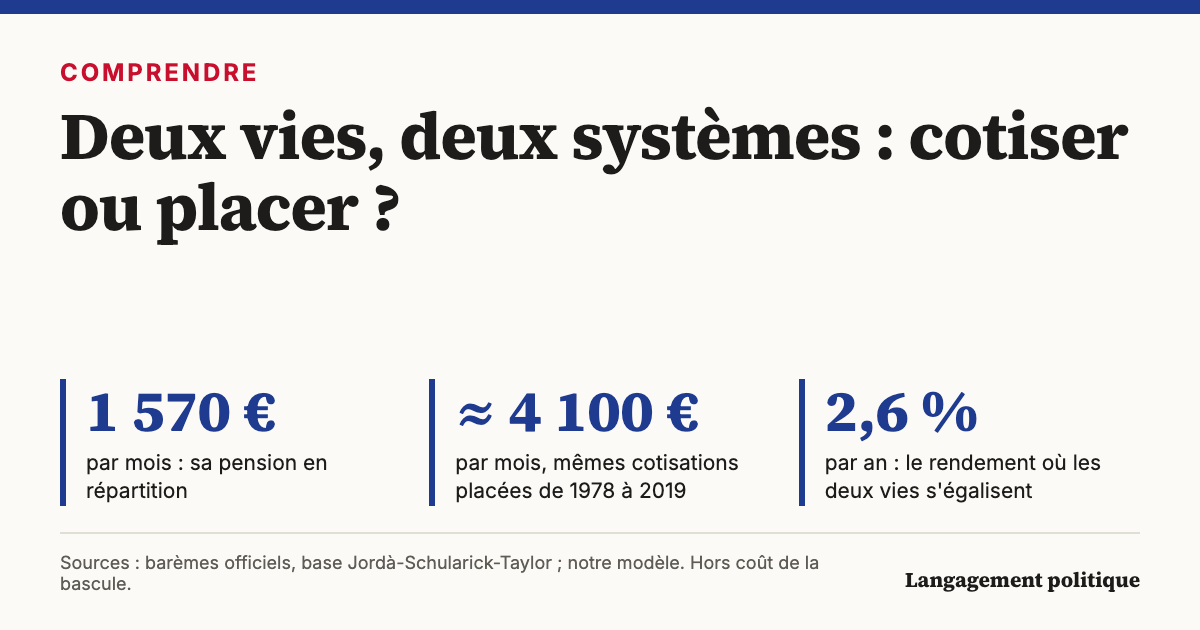 COMPRENDRE
Deux vies, deux systèmes : cotiser
ou placer ?
1 570 €
par mois : sa pension en
répartition
≈ 4 100 €
par mois, mêmes cotisations
placées de 1978 à 2019
2,6 %
par an : le rendement où les
deux vies s'égalisent
Sources : barèmes officiels, base Jordà-Schularick-Taylor ; notre modèle. Hors coût de la
bascule.
Langagement politique